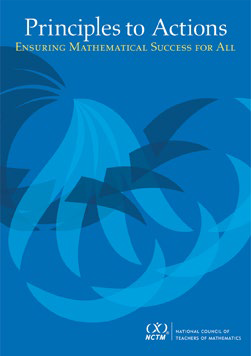 Principles to Actions
Ensuring Mathematical Success for All
NCTM
NATIONAL COUNCIL OF
TEACHERS OF MATHEMATICS